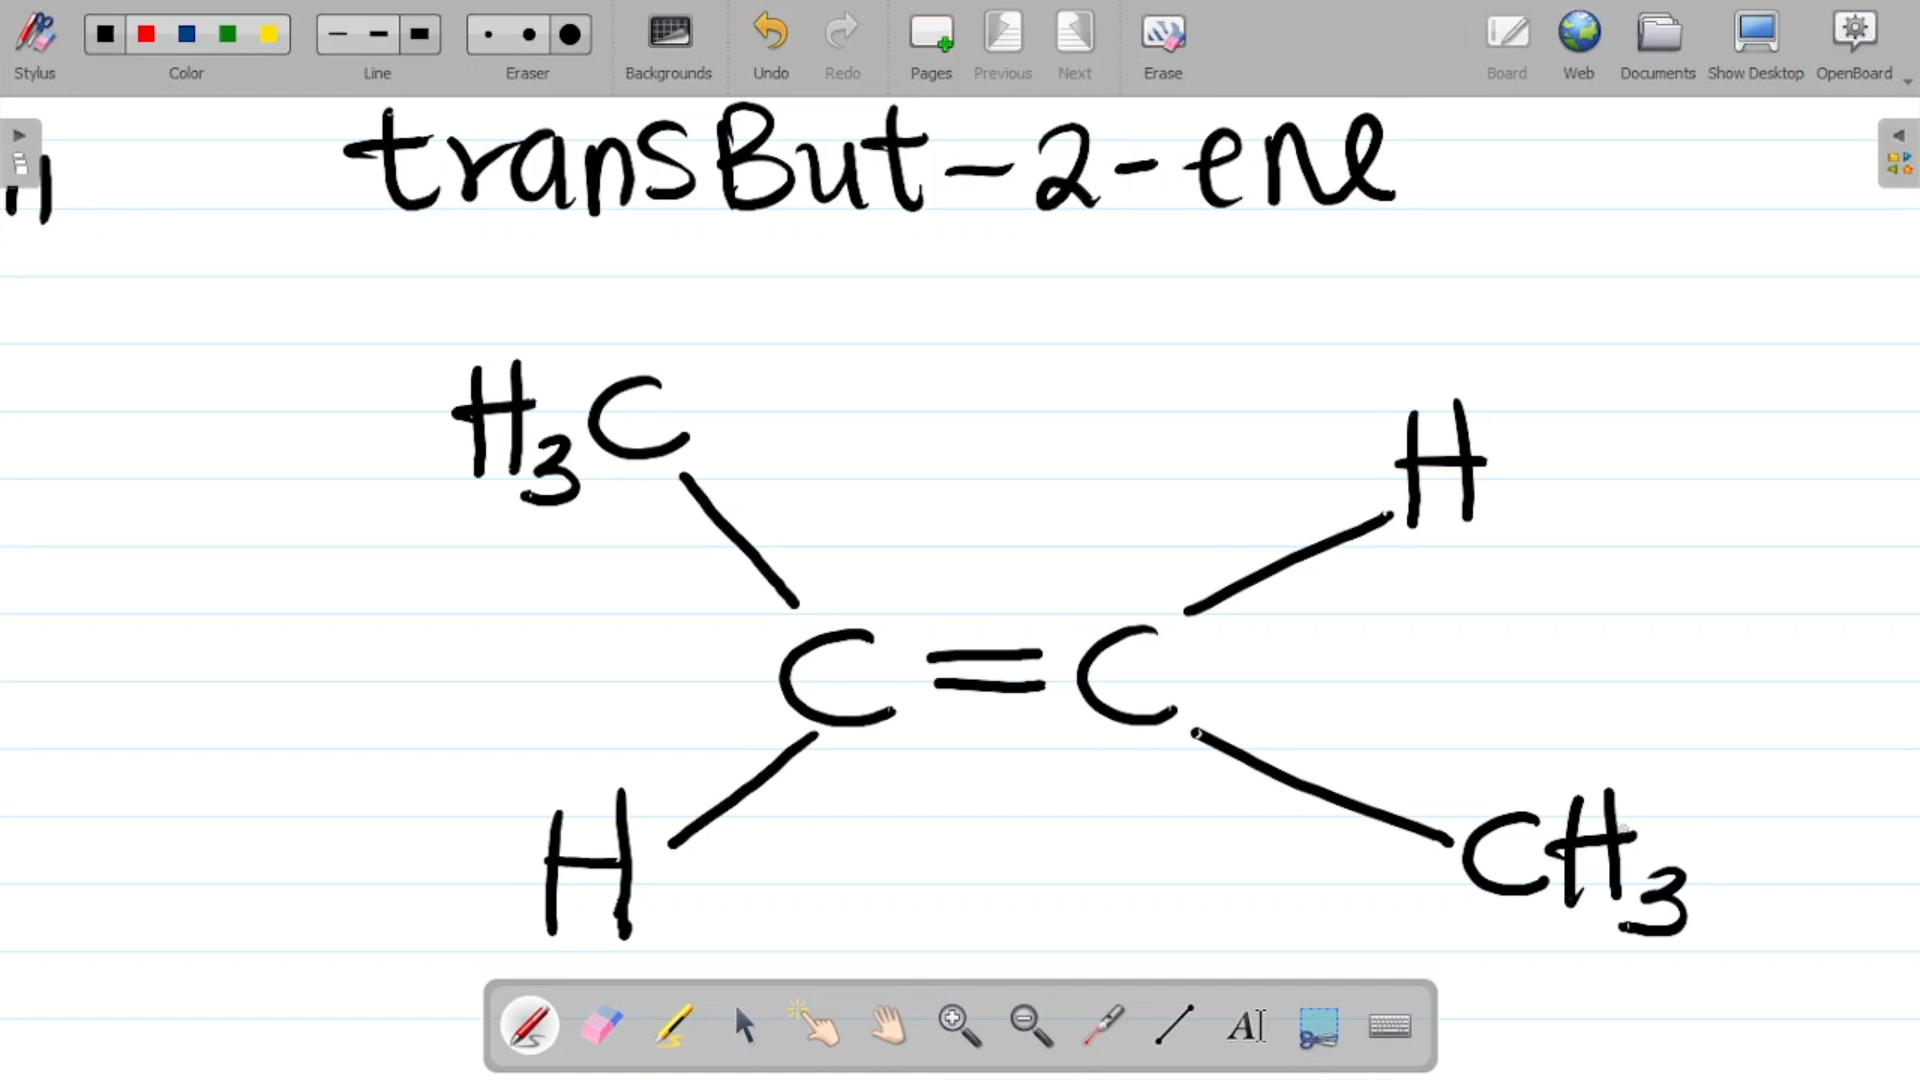 Stylus Color Line Eraser Backgrounds Undo Redo Pages Previous Next Erase Board Web Documents Show Desktop OpenBoard
transBut-2-ene
H₃C H
C=C
H CH₃
AI